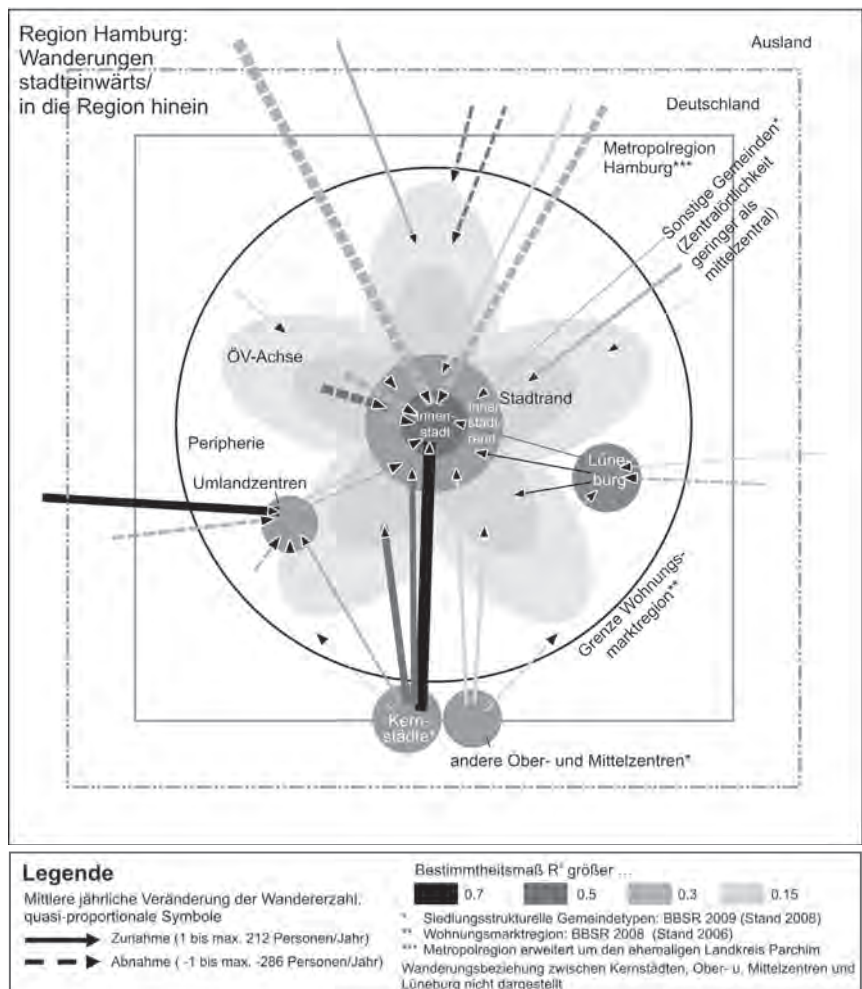 Region Hamburg:
Wanderungen
stadteinwärts/
in die Region hinein
Ausland
Deutschland
Metropolregion
Hamburg***
Sonstige Gemeinden*
(Zentralörtlichkeit
geringer als
mittelzentral)
ÖV-Achse
Stadtrand
Innen-
stadt
Innen
stadt
rand
Peripherie
Umlandzentren
Lüne-
burg
Grenze Wohnungs-
marktregion**
Kern-
städte*
andere Ober- und Mittelzentren*
Legende
Mittlere jährliche Veränderung der Wandererzahl,
quasi-proportionale Symbole
Zunahme (1 bis max. 212 Personen/Jahr)
Abnahme ( -1 bis max. -286 Personen/Jahr)
Bestimmtheitsmaß R² größer ...
0.7 0.5 0.3 0.15
* Siedlungsstrukturelle Gemeindetypen: BBSR 2009 (Stand 2008)
** Wohnungsmarktregion: BBSR 2008 (Stand 2006)
*** Metropolregion erweitert um den ehemaligen Landkreis Parchim
Wanderungsbeziehung zwischen Kernstädten, Ober- u. Mittelzentren und
Lüneburg nicht dargestellt